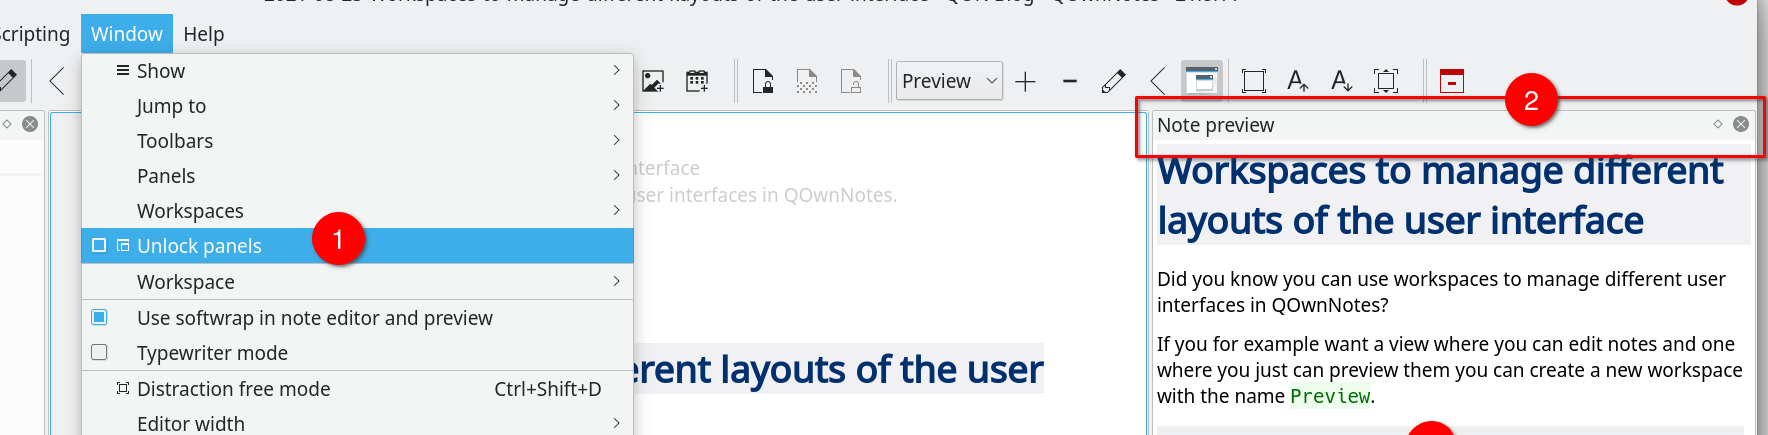 Scripting
Window
Help
Show
Jump to
Toolbars
Panels
Workspaces
Unlock panels
1
Workspace
Use softwrap in note editor and preview
Typewriter mode
Distraction free mode Ctrl+Shift+D
Editor width
Preview
2
nterface
user interfaces in QOwnNotes.
erent layouts of the user
Note preview
Workspaces to manage different
layouts of the user interface
Did you know you can use workspaces to manage different user
interfaces in QOwnNotes?
If you for example want a view where you can edit notes and one
where you just can preview them you can create a new workspace
with the name Preview.